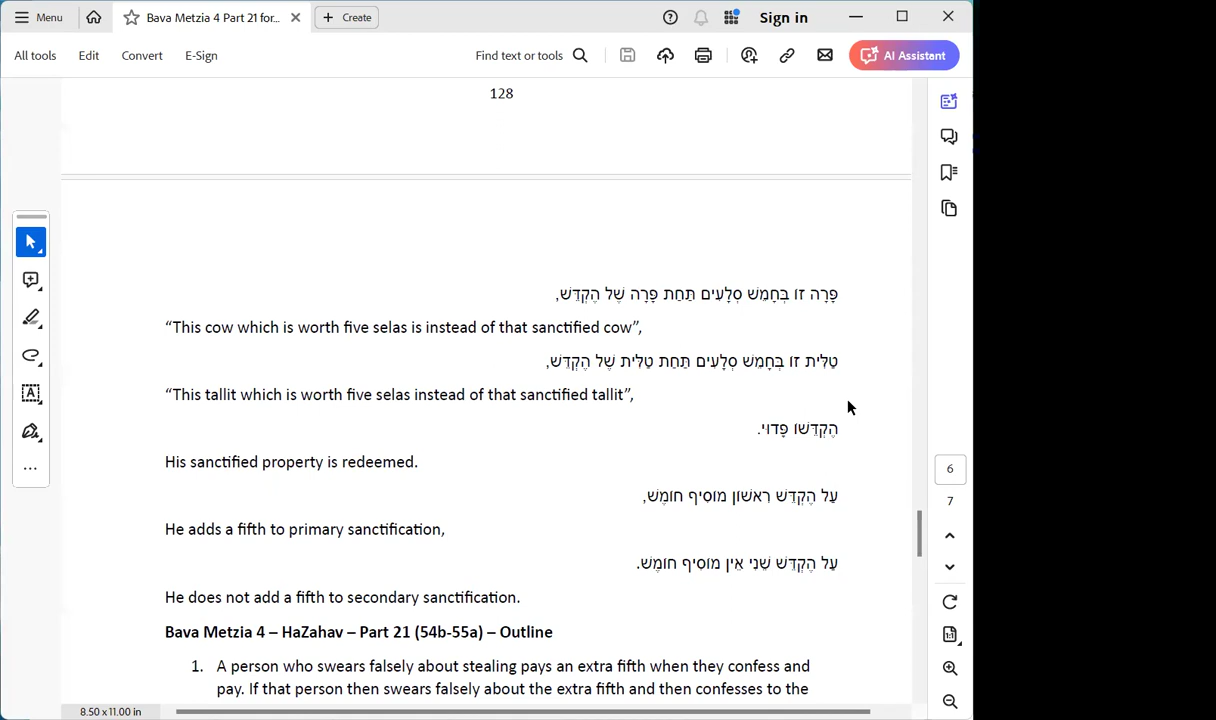 Menu
Bava Metzia 4 Part 21 for...
Create
Sign in
All tools
Edit
Convert
E-Sign
Find text or tools
AI Assistant
128
פָּרָה זוֹ בְּחָמֵשׁ סְלָעִים תַּחַת פָּרָה שֶׁל הֶקְדֵּשׁ,
“This cow which is worth five selas is instead of that sanctified cow”,
טַלִּית זוֹ בְּחָמֵשׁ סְלָעִים תַּחַת טַלִּית שֶׁל הֶקְדֵּשׁ,
“This tallit which is worth five selas instead of that sanctified tallit”,
הֶקְדֵּשׁוֹ פָּדוּי.
His sanctified property is redeemed.
עַל הֶקְדֵּשׁ רִאשׁוֹן מוֹסִיף חוֹמֶשׁ,
He adds a fifth to primary sanctification,
עַל הֶקְדֵּשׁ שֵׁנִי אֵין מוֹסִיף חוֹמֶשׁ.
He does not add a fifth to secondary sanctification.
Bava Metzia 4 – HaZahav – Part 21 (54b-55a) – Outline
1. A person who swears falsely about stealing pays an extra fifth when they confess and
pay. If that person then swears falsely about the extra fifth and then confesses to the
6
7
8.50 x 11.00 in